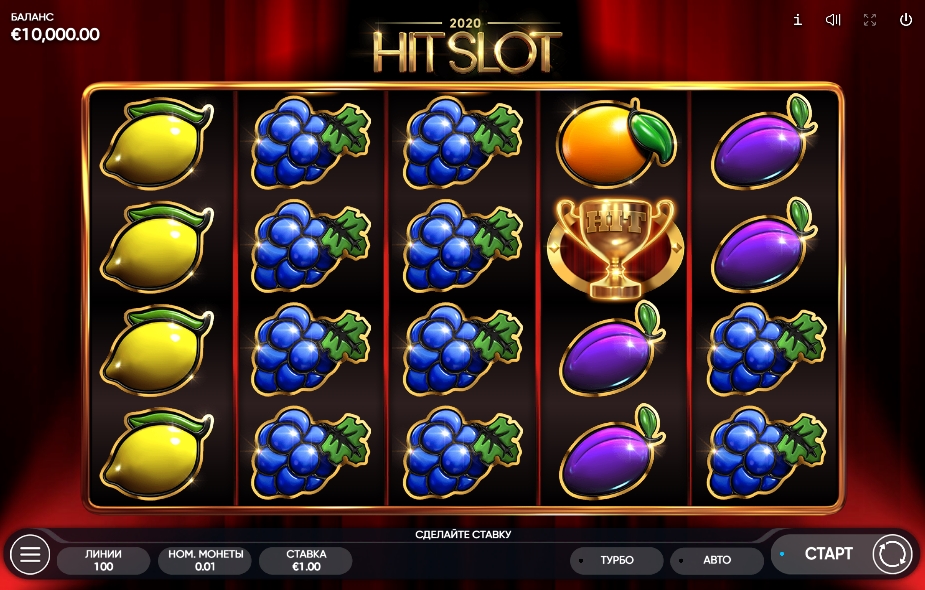 БАЛАНС
€10,000.00
2020
HIT SLOT
HIT
СДЕЛАЙТЕ СТАВКУ
ЛИНИИ
100
НОМ. МОНЕТЫ
0.01
СТАВКА
€1.00
ТУРБО
АВТО
СТАРТ